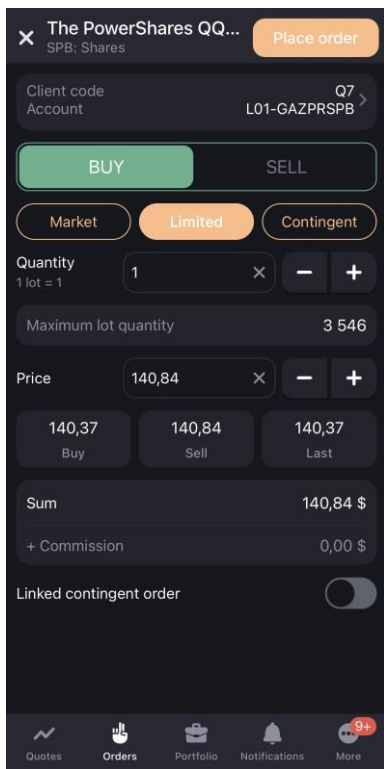 The PowerShares QQ...
SPB: Shares
Place order
Client code Q7
Account L01-GAZPRSPB
BUY SELL
Market Limited Contingent
Quantity
1 lot = 1
1
Maximum lot quantity 3 546
Price 140,84
140,37 140,84 140,37
Buy Sell Last
Sum 140,84 $
+ Commission 0,00 $
Linked contingent order
9+
Quotes Orders Portfolio Notifications More